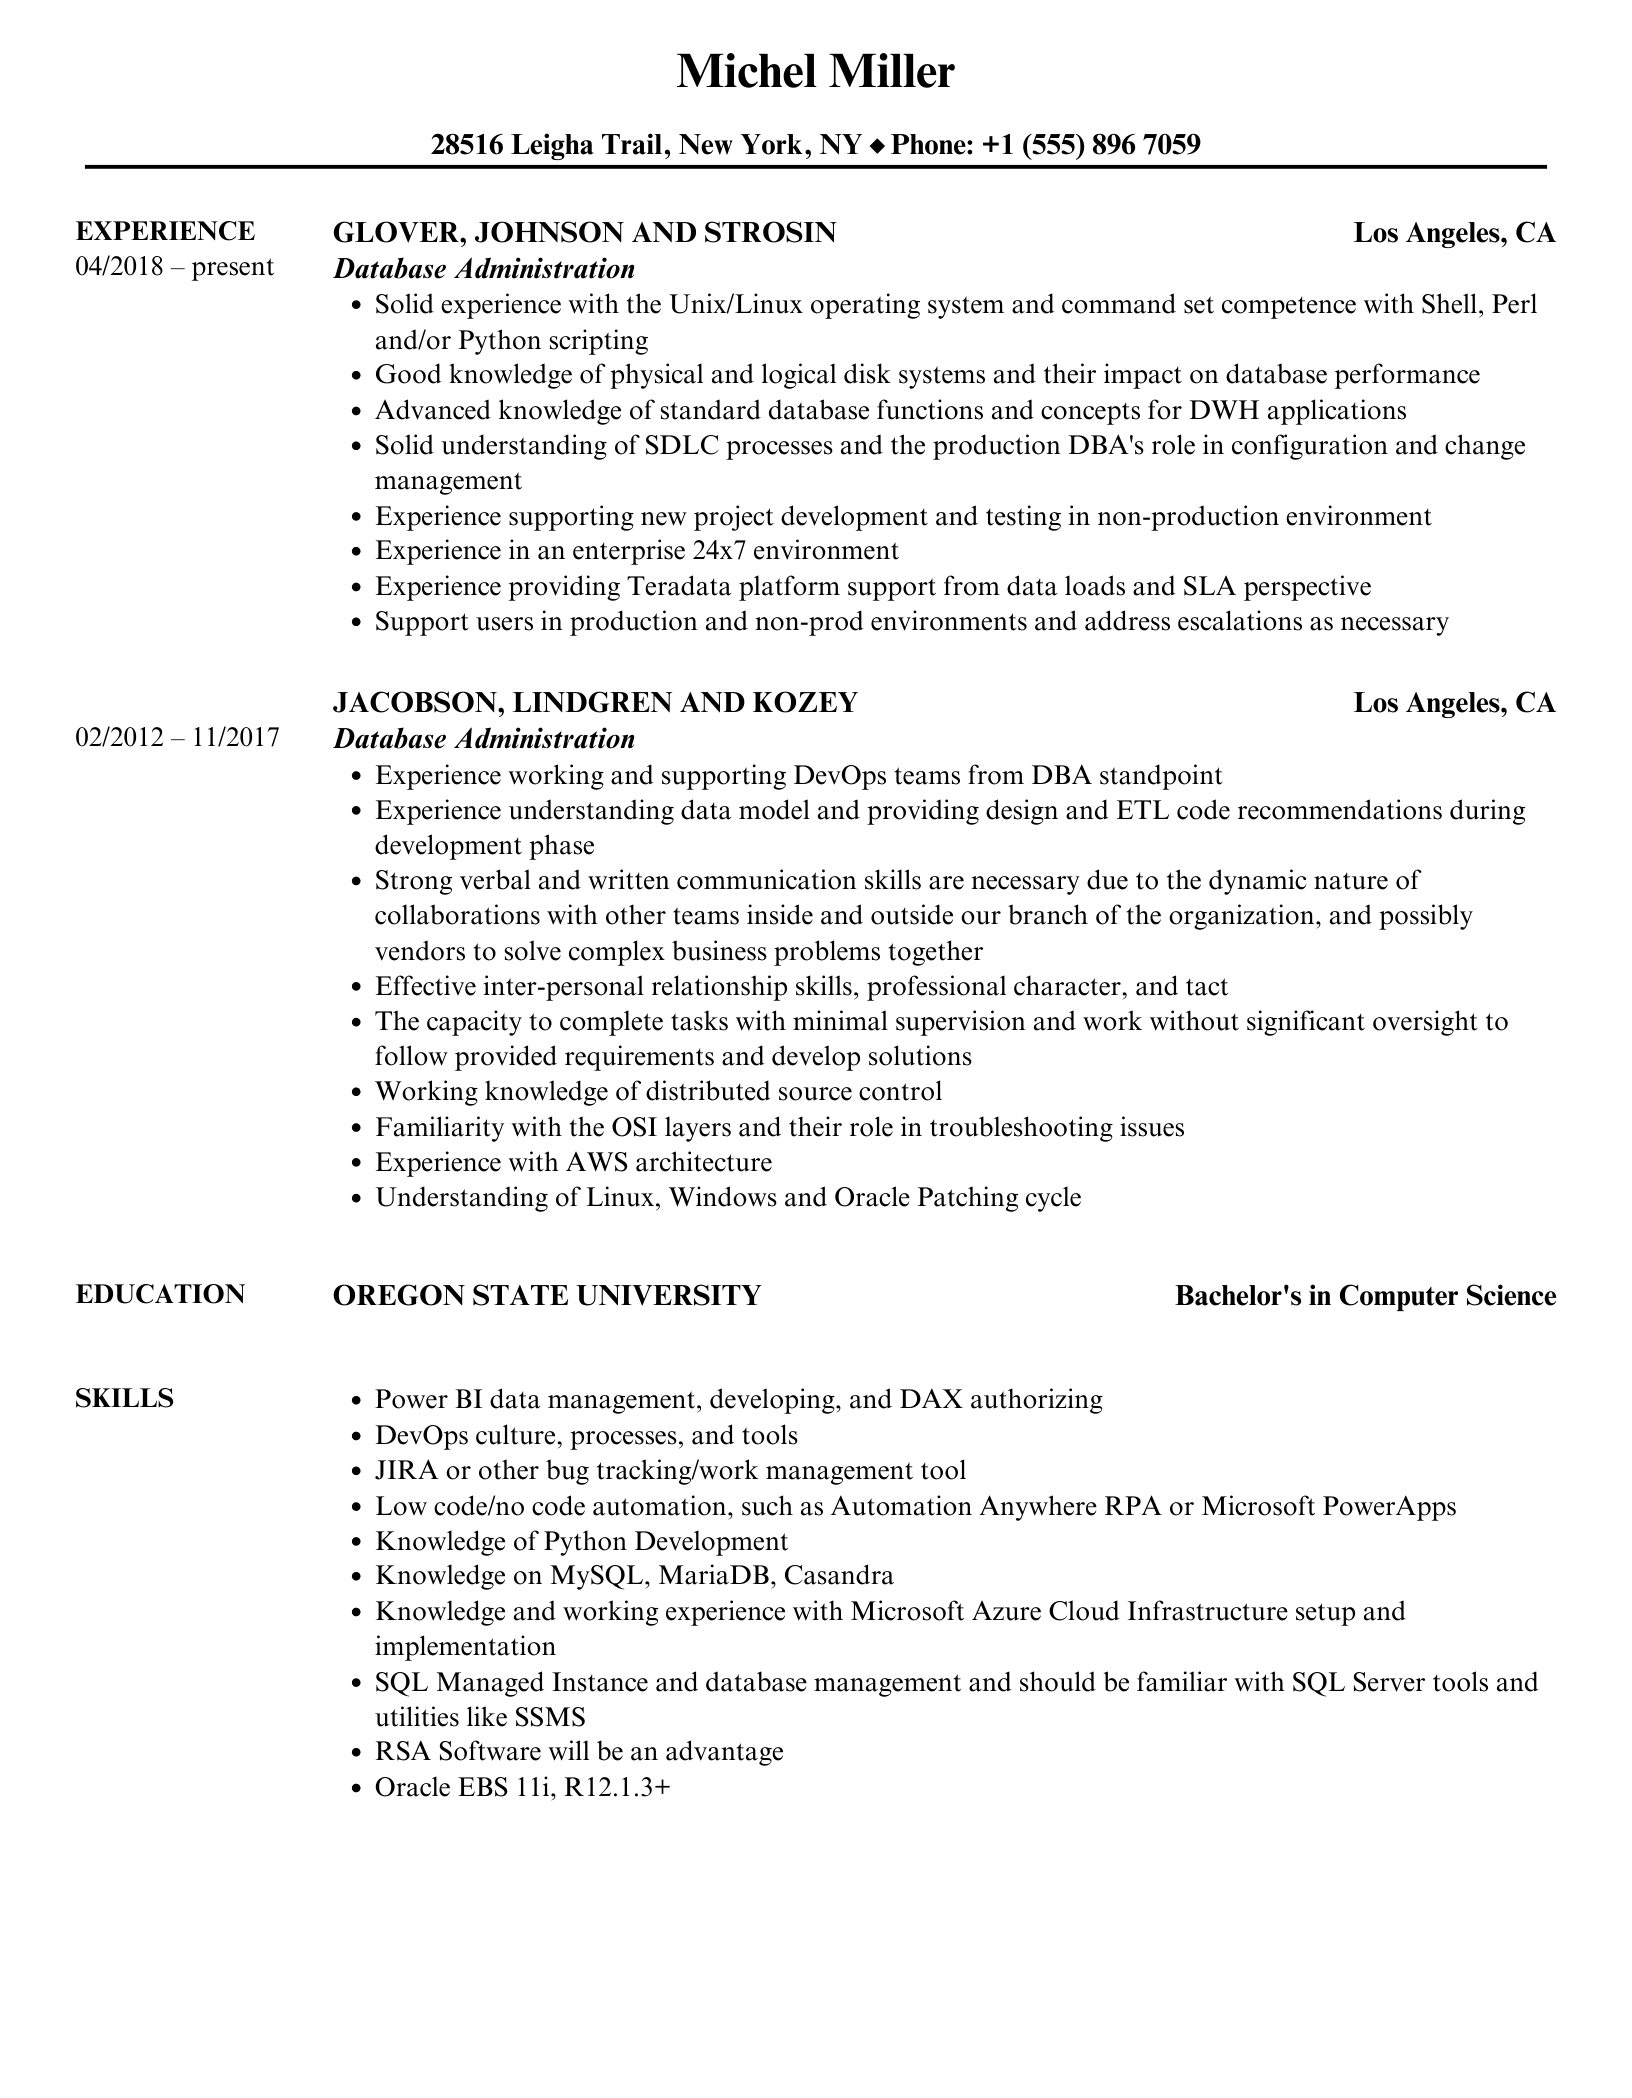 Michel Miller
28516 Leigha Trail, New York, NY ◆ Phone: +1 (555) 896 7059
EXPERIENCE
GLOVER, JOHNSON AND STROSIN Los Angeles, CA
04/2018 – present
Database Administration
• Solid experience with the Unix/Linux operating system and command set competence with Shell, Perl
and/or Python scripting
• Good knowledge of physical and logical disk systems and their impact on database performance
• Advanced knowledge of standard database functions and concepts for DWH applications
• Solid understanding of SDLC processes and the production DBA's role in configuration and change
management
• Experience supporting new project development and testing in non-production environment
• Experience in an enterprise 24x7 environment
• Experience providing Teradata platform support from data loads and SLA perspective
• Support users in production and non-prod environments and address escalations as necessary
JACOBSON, LINDGREN AND KOZEY Los Angeles, CA
02/2012 – 11/2017
Database Administration
• Experience working and supporting DevOps teams from DBA standpoint
• Experience understanding data model and providing design and ETL code recommendations during
development phase
• Strong verbal and written communication skills are necessary due to the dynamic nature of
collaborations with other teams inside and outside our branch of the organization, and possibly
vendors to solve complex business problems together
• Effective inter-personal relationship skills, professional character, and tact
• The capacity to complete tasks with minimal supervision and work without significant oversight to
follow provided requirements and develop solutions
• Working knowledge of distributed source control
• Familiarity with the OSI layers and their role in troubleshooting issues
• Experience with AWS architecture
• Understanding of Linux, Windows and Oracle Patching cycle
EDUCATION
OREGON STATE UNIVERSITY Bachelor's in Computer Science
SKILLS
• Power BI data management, developing, and DAX authorizing
• DevOps culture, processes, and tools
• JIRA or other bug tracking/work management tool
• Low code/no code automation, such as Automation Anywhere RPA or Microsoft PowerApps
• Knowledge of Python Development
• Knowledge on MySQL, MariaDB, Casandra
• Knowledge and working experience with Microsoft Azure Cloud Infrastructure setup and
implementation
• SQL Managed Instance and database management and should be familiar with SQL Server tools and
utilities like SSMS
• RSA Software will be an advantage
• Oracle EBS 11i, R12.1.3+